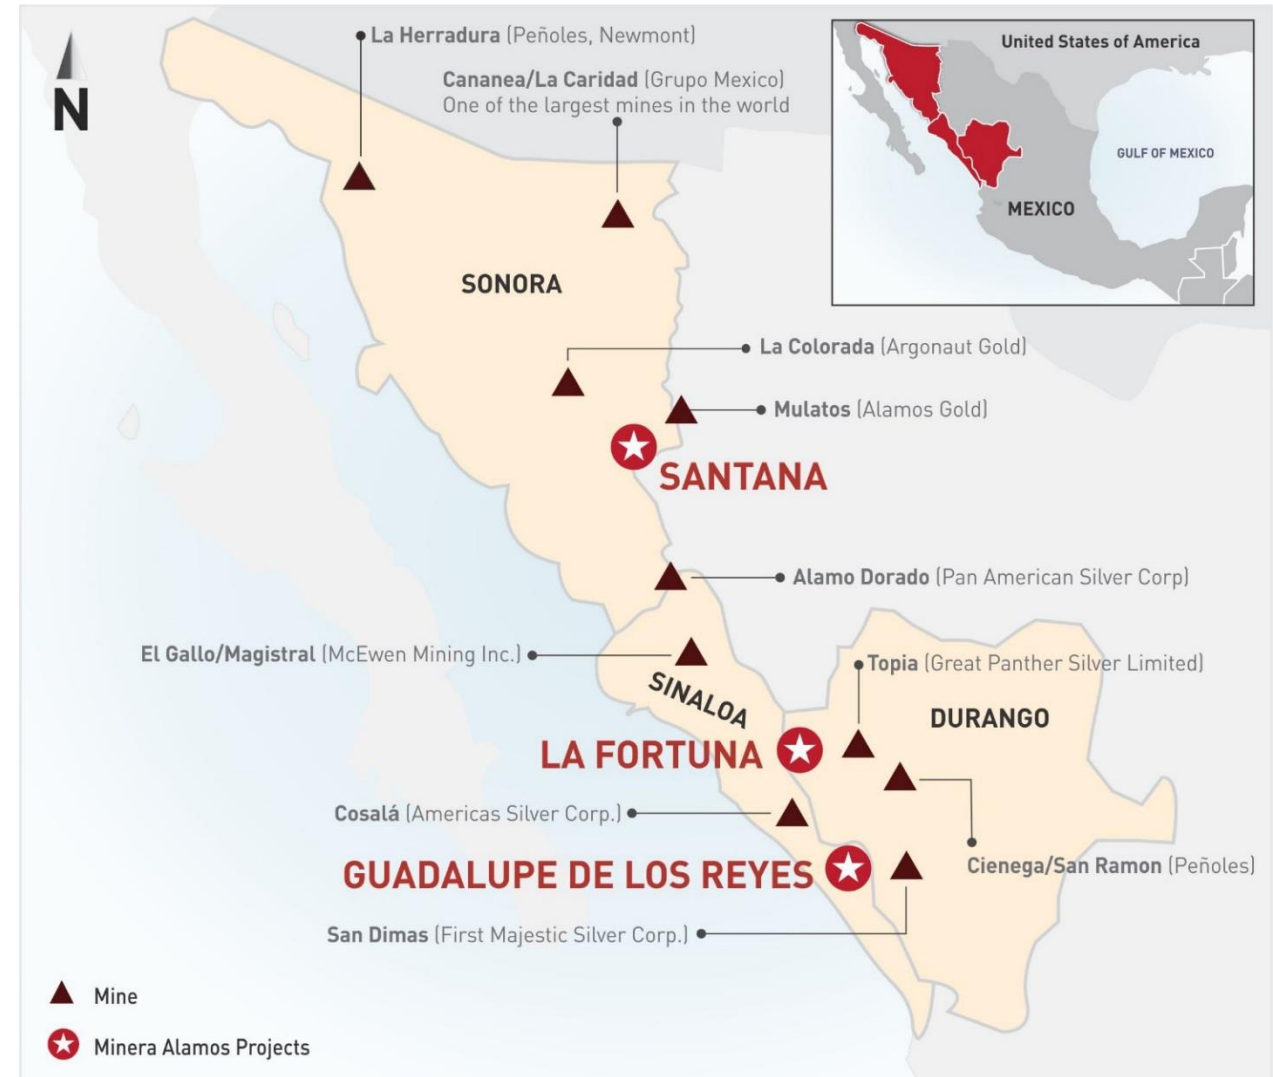 La Herradura (Peñoles, Newmont)
United States of America
Cananea/La Caridad (Grupo Mexico)
One of the largest mines in the world
N
GULF OF MEXICO
MEXICO
SONORA
La Colorada (Argonaut Gold)
Mulatos (Alamos Gold)
SANTANA
Alamo Dorado (Pan American Silver Corp)
El Gallo/Magistral (McEwen Mining Inc.)
Topia (Great Panther Silver Limited)
SINALOA
DURANGO
LA FORTUNA
Cosalá (Americas Silver Corp.)
Cienega/San Ramon (Peñoles)
GUADALUPE DE LOS REYES
San Dimas (First Majestic Silver Corp.)
Mine
Minera Alamos Projects